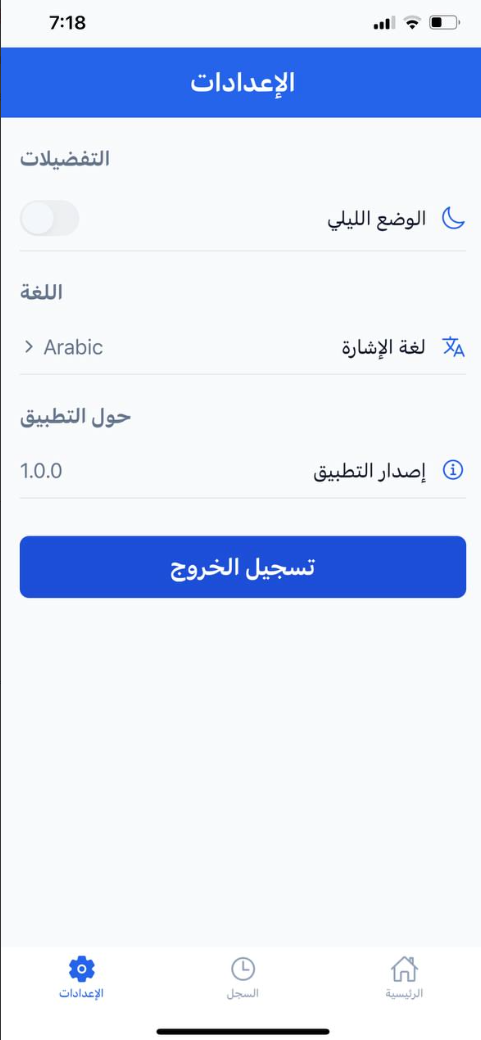 7:18
الإعدادات
التفضيلات
الوضع الليلي
اللغة
لغة الإشارة
Arabic
حول التطبيق
إصدار التطبيق
1.0.0
تسجيل الخروج
الرئيسية
السجل
الإعدادات